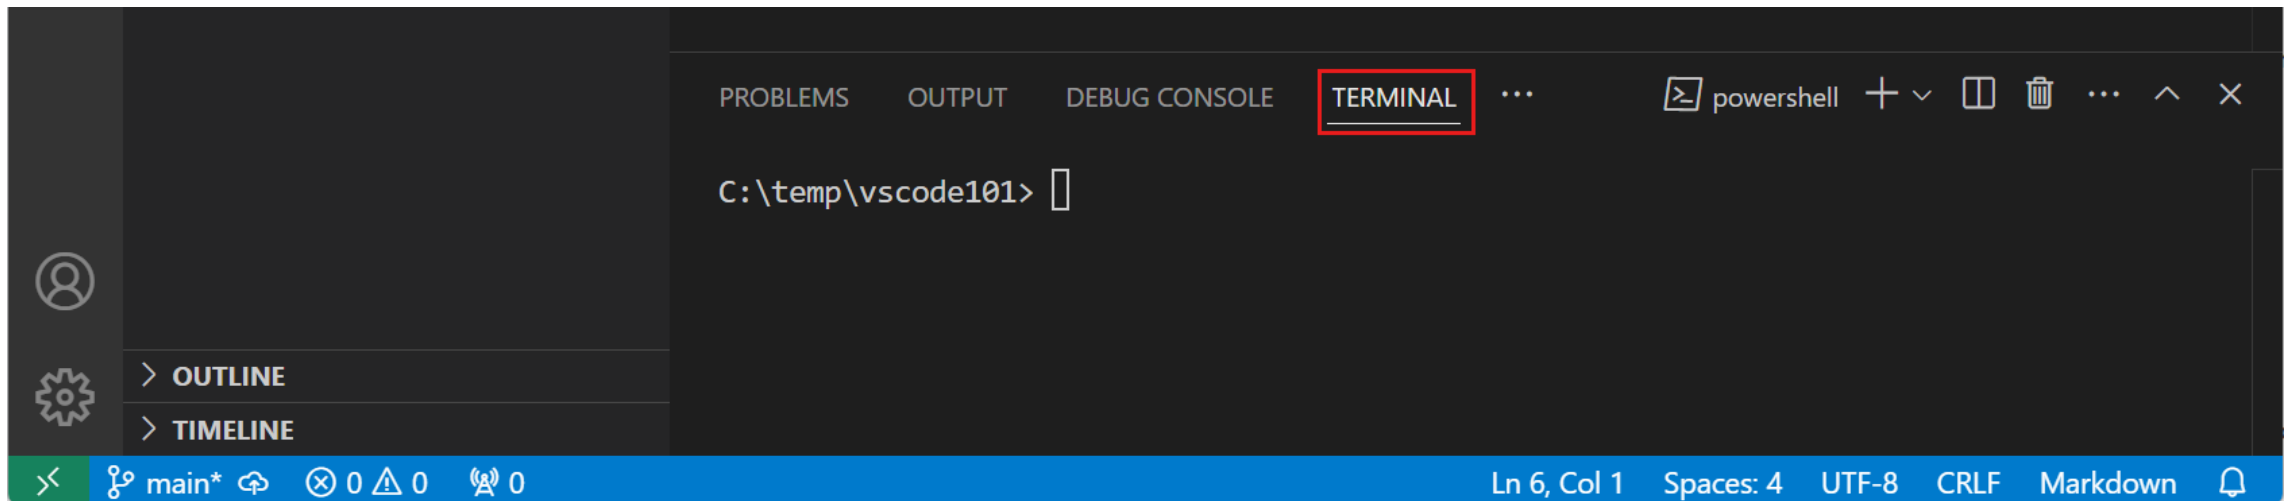 PROBLEMS OUTPUT DEBUG CONSOLE TERMINAL ··· powershell
C:\temp\vscode101>
OUTLINE
TIMELINE
main* 0 0 0 Ln 6, Col 1 Spaces: 4 UTF-8 CRLF Markdown